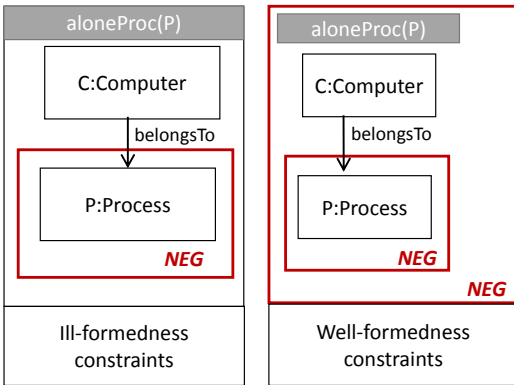 aloneProc(P)
C:Computer
belongsTo
P:Process
NEG
Ill-formedness
constraints
aloneProc(P)
C:Computer
belongsTo
P:Process
NEG
NEG
Well-formedness
constraints